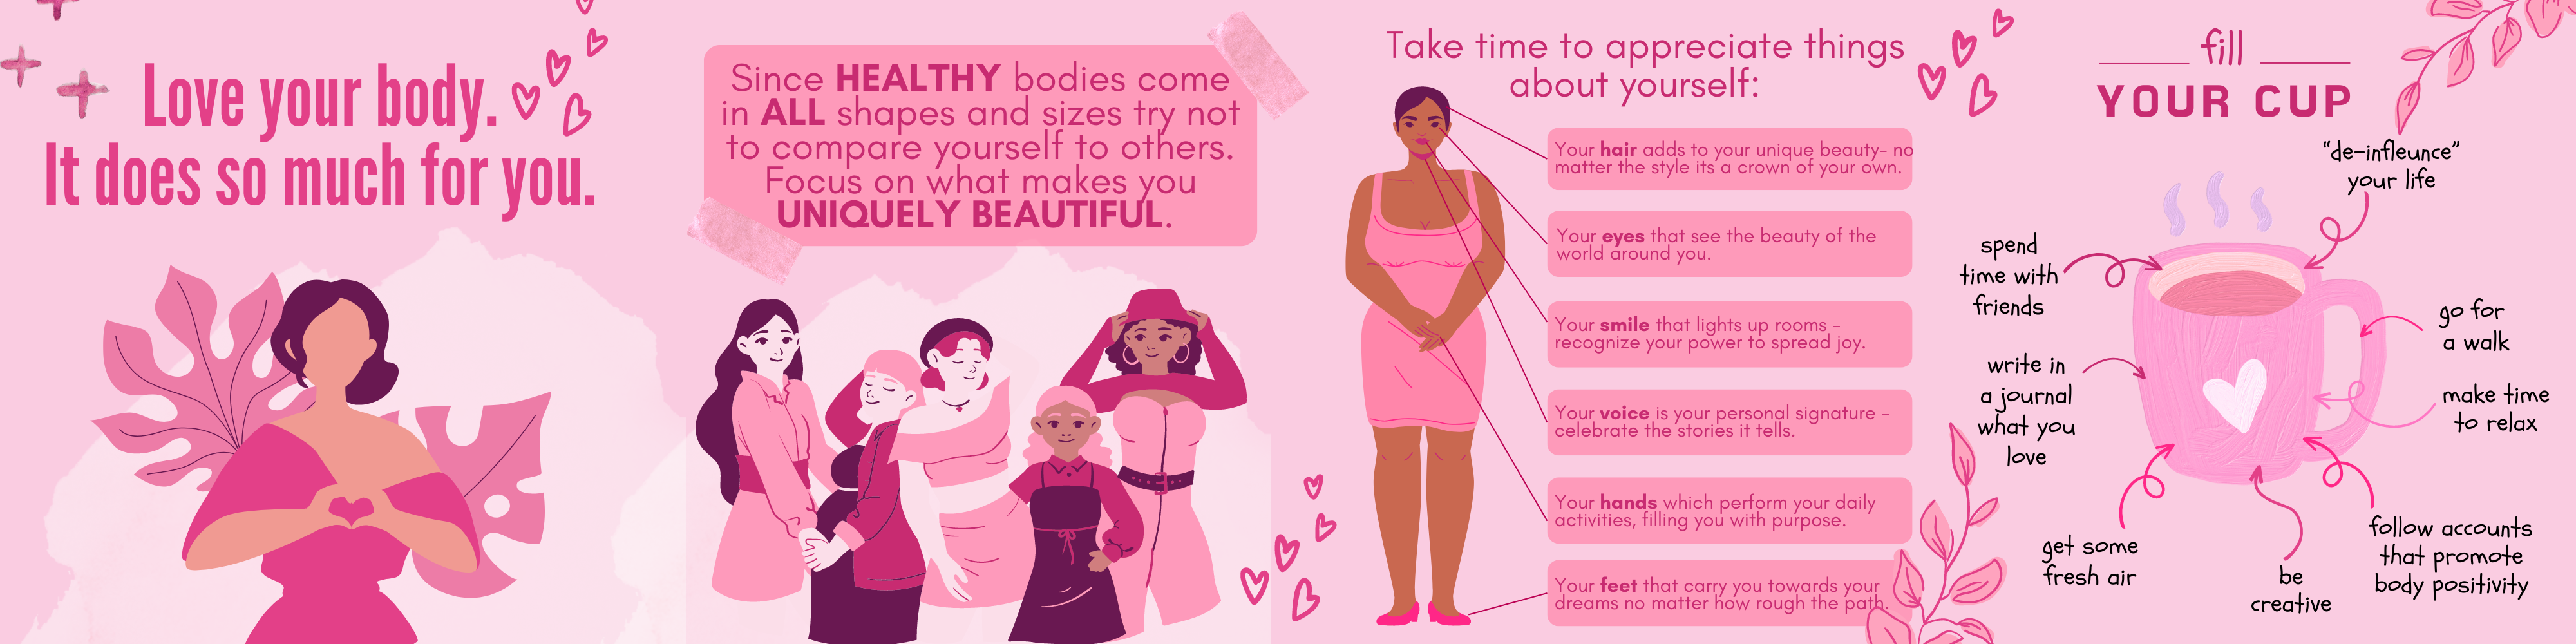 Love your body.
It does so much for you.
Since HEALTHY bodies come
in ALL shapes and sizes try not
to compare yourself to others.
Focus on what makes you
UNIQUELY BEAUTIFUL.
Take time to appreciate things
about yourself:
Your hair adds to your unique beauty- no
matter the style its a crown of your own.
Your eyes that see the beauty of the
world around you.
Your smile that lights up rooms -
recognize your power to spread joy.
Your voice is your personal signature -
celebrate the stories it tells.
Your hands which perform your daily
activities, filling you with purpose.
Your feet that carry you towards your
dreams no matter how rough the path.
fill
YOUR CUP
"de-infleunce"
your life
spend
time with
friends
go for
a walk
write in
a journal
what you
love
make time
to relax
get some
fresh air
be
creative
follow accounts
that promote
body positivity